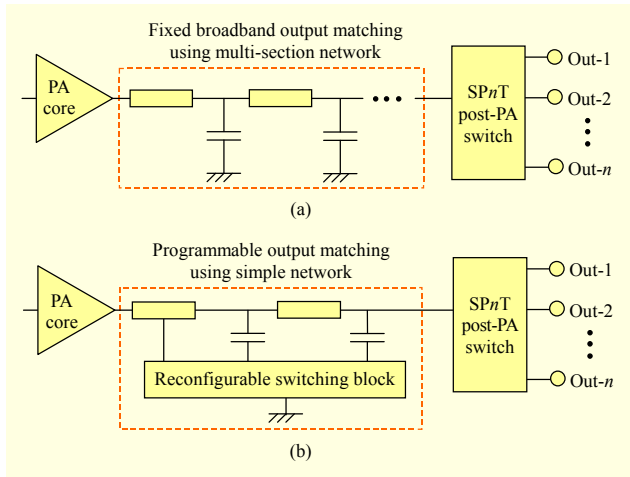 Fixed broadband output matching
using multi-section network
PA
core
SPnT
post-PA
switch
Out-1
Out-2
Out-n
(a)
Programmable output matching
using simple network
PA
core
Reconfigurable switching block
SPnT
post-PA
switch
Out-1
Out-2
Out-n
(b)